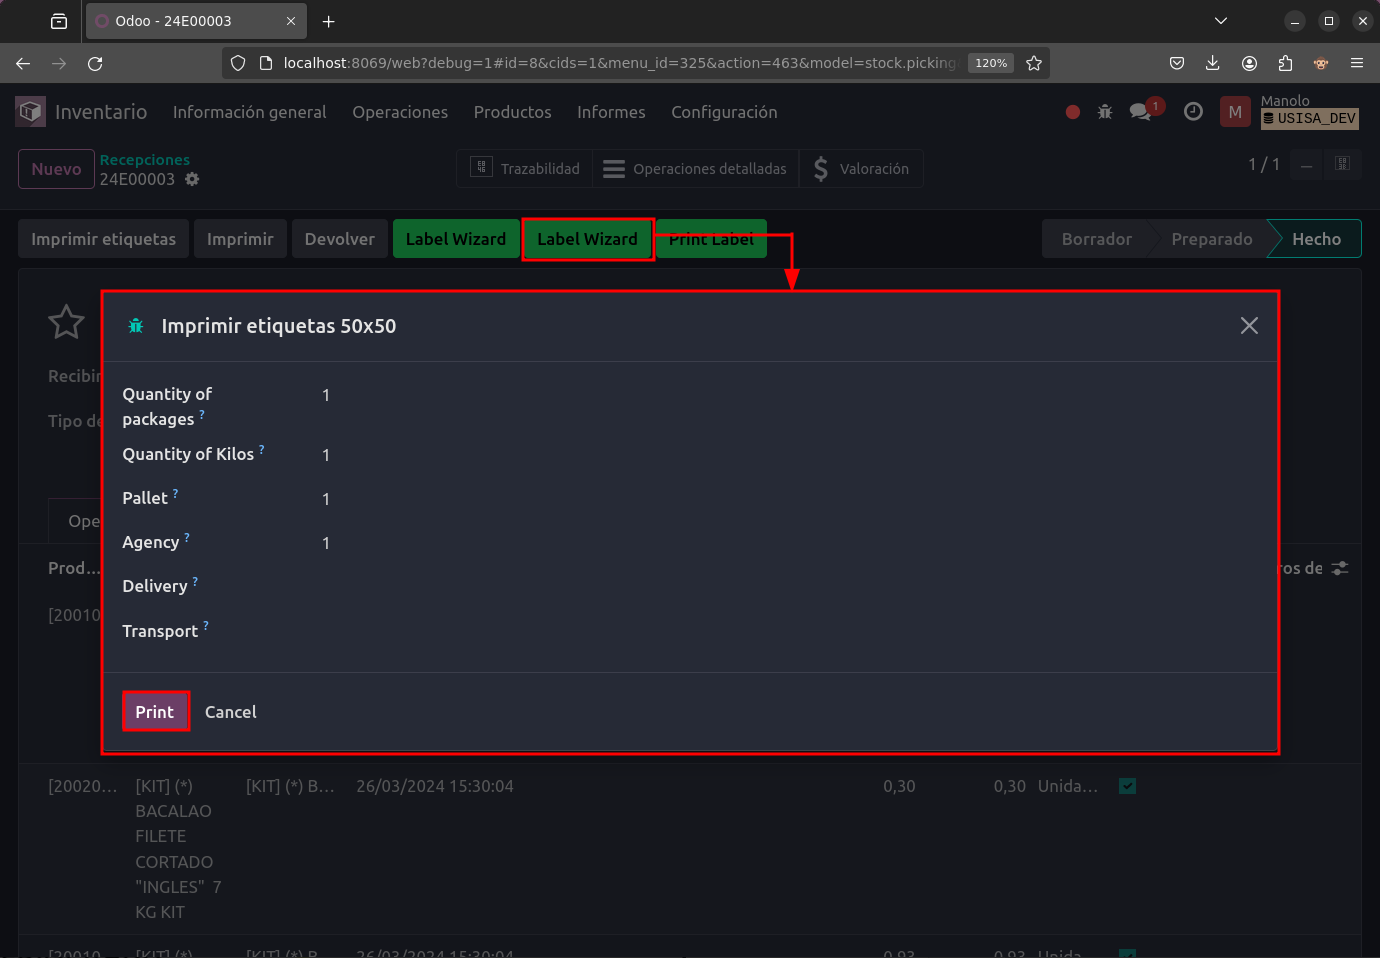 Odoo - 24E00003
localhost:8069/web?debug=1#id=8&cids=1&menu_id=325&action=463&model=stock.picking
120%
Inventario Información general Operaciones Productos Informes Configuración
1
M
Manolo
USISA_DEV
Nuevo
Recepciones
24E00003
Trazabilidad
Operaciones detalladas
Valoración
1 / 1
Imprimir etiquetas Imprimir Devolver Label Wizard Label Wizard Print Label
Borrador Preparado Hecho
Imprimir etiquetas 50x50
Recibir
Tipo de
Quantity of
packages ? 1
Quantity of Kilos ? 1
Pallet ? 1
Agency ? 1
Delivery ?
Transport ?
Ope
Prod...
ros de
[20010
Print Cancel
[20020... [KIT] (*) [KIT] (*) B... 26/03/2024 15:30:04 0,30 0,30 Unida...
BACALAO
FILETE
CORTADO
"INGLES" 7
KG KIT
[20010... [KIT] (*) [KIT] (*) B... 26/03/2024 15:30:04 0,93 0,93 Unida...